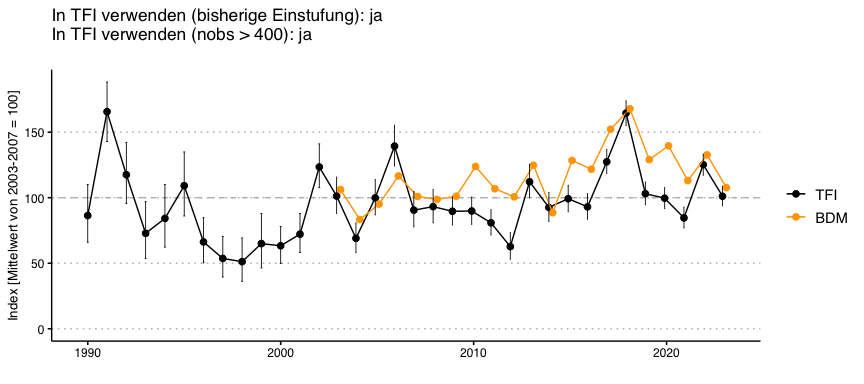 In TFI verwenden (bisherige Einstufung): ja
In TFI verwenden (nobs > 400): ja
Index [Mittelwert von 2003-2007 = 100]
150
100
50
0
1990
2000
2010
2020
TFI
BDM